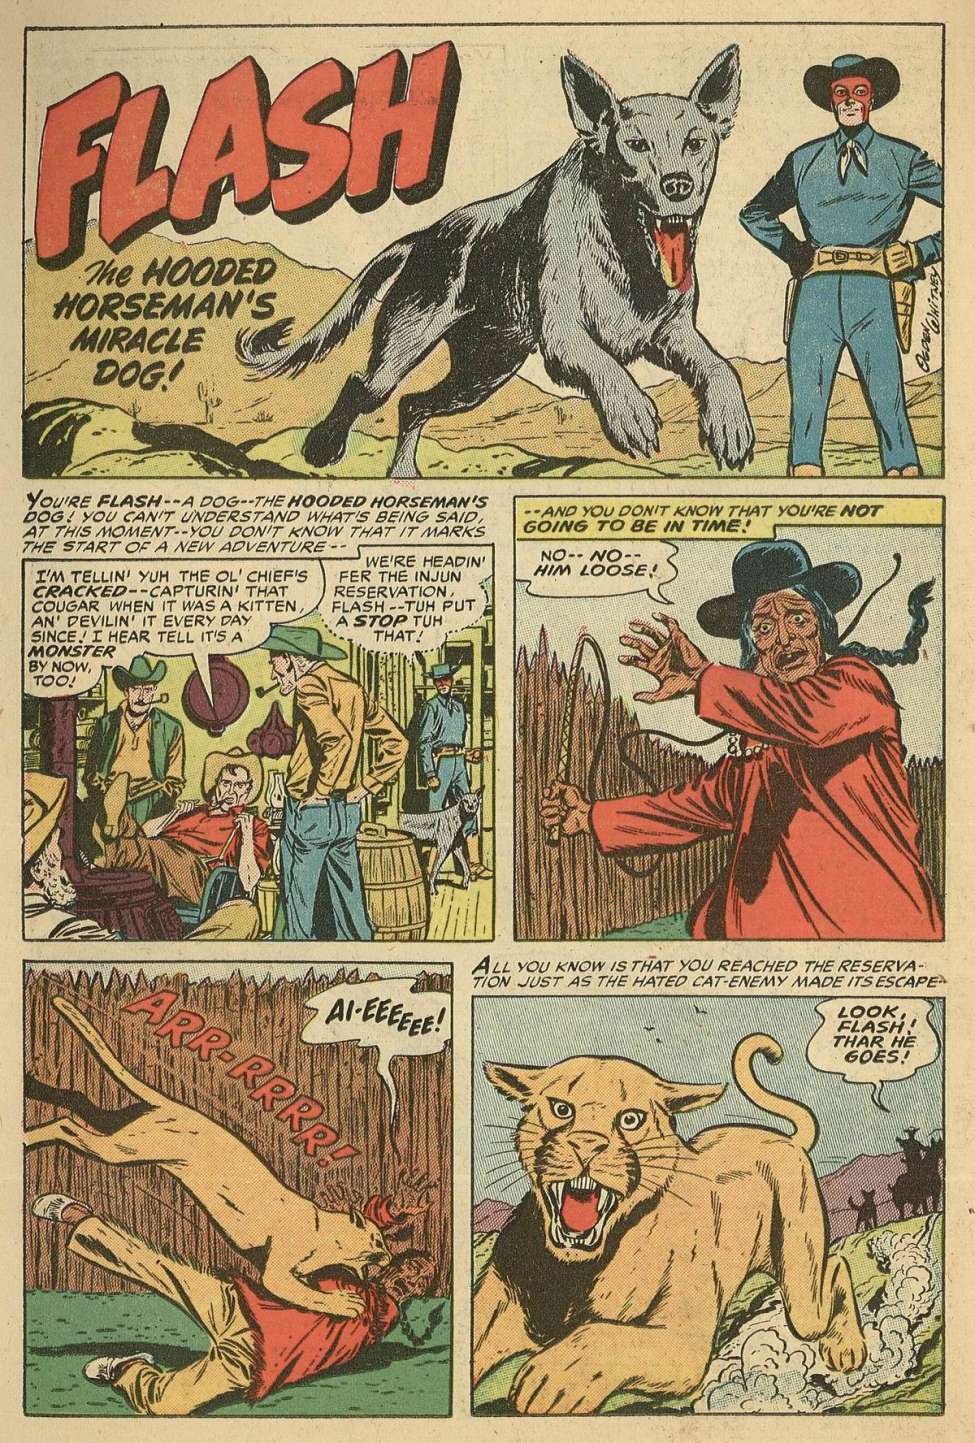 FLASH
The HOODED
HORSEMAN'S
MIRACLE
DOG!
OGDEN
WHITNEY
YOU'RE FLASH--A DOG--THE HOODED HORSEMAN'S
DOG! YOU CAN'T UNDERSTAND WHAT'S BEING SAID,
AT THIS MOMENT--YOU DON'T KNOW THAT IT MARKS
THE START OF A NEW ADVENTURE--
I'M TELLIN' YUH THE OL' CHIEF'S
CRACKED--CAPTURIN' THAT
COUGAR WHEN IT WAS A KITTEN,
AN' DEVILIN' IT EVERY DAY
SINCE! I HEAR TELL IT'S A
MONSTER
BY NOW,
TOO!
WE'RE HEADIN'
FER THE INJUN
RESERVATION,
FLASH--TUH PUT
A STOP TUH
THAT!
--AND YOU DON'T KNOW THAT YOU'RE NOT
GOING TO BE IN TIME!
NO-- NO--
HIM LOOSE!
ARR-RRRR!
AI-EEEEEE!
ALL YOU KNOW IS THAT YOU REACHED THE RESERVA-
TION JUST AS THE HATED CAT-ENEMY MADE ITS ESCAPE--
LOOK,
FLASH!
THAR HE
GOES!